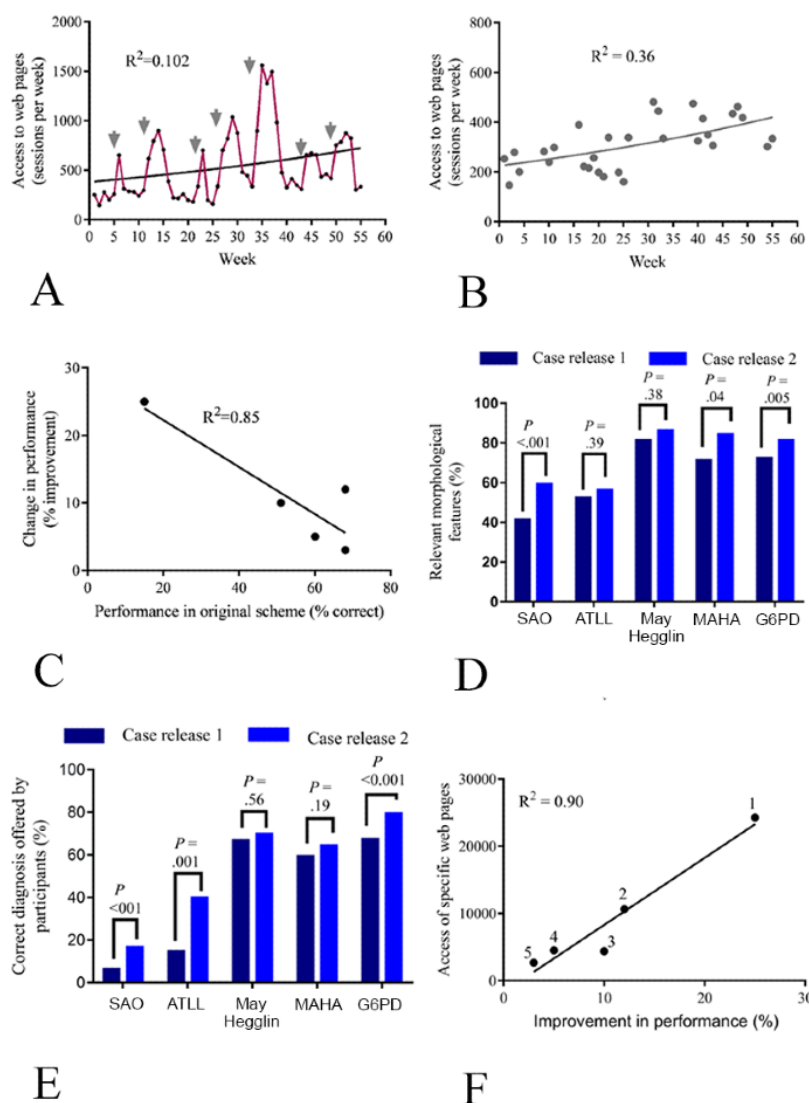 2000
1500
1000
500
0
R²=0.102
Access to web pages
(sessions per week)
0 5 10 15 20 25 30 35 40 45 50 55 60
Week
A
800
600
400
200
0
R² = 0.36
Access to web pages
(sessions per week)
0 5 10 15 20 25 30 35 40 45 50 55 60
Week
B
30
20
10
0
R²=0.85
Change in performance
(% improvement)
0 20 40 60 80
Performance in original scheme (% correct)
C
Case release 1 Case release 2
100
80
60
40
20
0
Relevant morphological
features (%)
P
<.001
P =
.39
P =
.38
P =
.04
P =
.005
SAO ATLL May MAHA G6PD
Hegglin
D
Case release 1 Case release 2
100
80
60
40
20
0
Correct diagnosis offered by
participants (%)
P
<001
P =
.001
P =
.56
P =
.19
P
<0.001
SAO ATLL May MAHA G6PD
Hegglin
E
30000
20000
10000
0
R² = 0.90
Access of specific web pages
1
2
3
4
5
0 10 20 30
Improvement in performance (%)
F